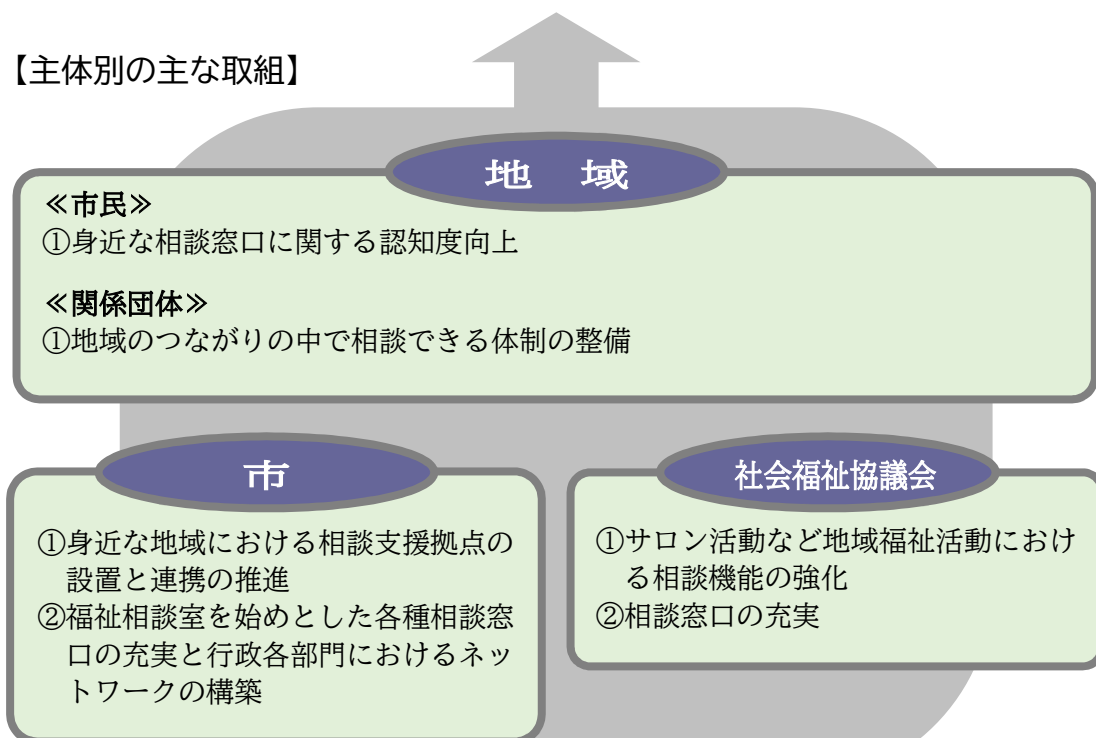 【主体別の主な取組】
地　域
≪市民≫
①身近な相談窓口に関する認知度向上
≪関係団体≫
①地域のつながりの中で相談できる体制の整備
市
①身近な地域における相談支援拠点の
設置と連携の推進
②福祉相談室を始めとした各種相談窓
口の充実と行政各部門におけるネッ
トワークの構築
社会福祉協議会
①サロン活動など地域福祉活動におけ
る相談機能の強化
②相談窓口の充実